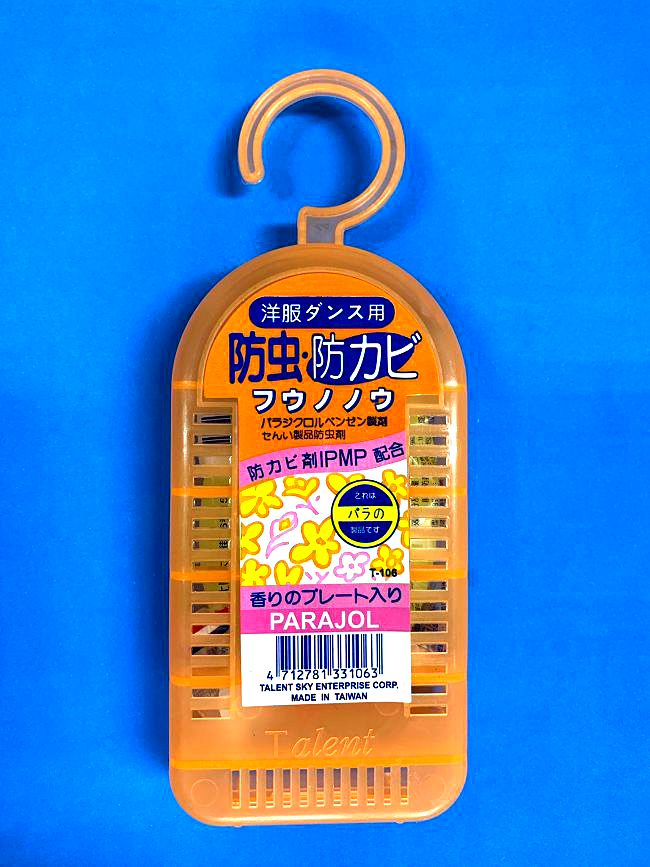 洋服ダンス用
防虫・防カビ
フウノノウ
パラジクロルベンゼン製剤
せんい製品防虫剤
防カビ剤IPMP 配合
これは
パラの
製品です
T-106
香りのプレート入り
PARAJOL
4 712781 331063
TALENT SKY ENTERPRISE CORP.
MADE IN TAIWAN
Talent